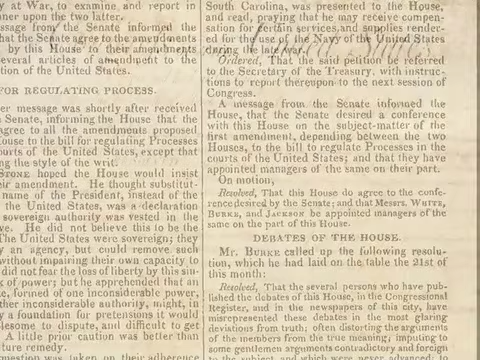 y at War, to examine, and report in
ner upon the two latter.
ssage from the Senate informed the
hat the Senate agree to the amendments
by this House to their amendments
several articles of amendment to the
tion of the United States.
FOR REGULATING PROCESS.
er message was shortly after received
Senate, informing the House that the
gree to all the amendments proposed
ouse to the bill for regulating Processes
ourts of the United States, except that
ing the style of the writ.
STONE hoped the House would insist
eir amendment. He thought substitut-
name of the President, instead of the
tes, was a declaration
sovereign authority was vested in the
ve. He did not believe this to be the
The United States were sovereign; they
y an agency, but could remove such
without impairing their own capacity to
did not fear the loss of liberty by this sin-
of power; but he apprehended that an
te, formed of one inconsiderable power,
ther inconsiderable authority, might, in
y a foundation for pretensions it would
lesome to dispute, and difficult to get
A little prior caution was better than
ture remedy.
estion was taken on their adherence
South Carolina, was presented to the House,
and read, praying that he may receive compen-
sation for certain services, and supplies render-
ed for the use of the Navy of the United States
during the late war.
Ordered, That the said petition be referred
to the Secretary of the Treasury, with instruc-
tions to report thereupon to the next session of
Congress.
A message from the Senate informed the
House, that the Senate desired a conference
with this House on the subject-matter of the
first amendment, depending between the two
Houses, to the bill to regulate Processes in the
courts of the United States; and that they have
appointed managers of the same on their part.
On motion,
Resolved, That this House do agree to the confe-
rence desired by the Senate; and that Messrs. WHITE,
BURKE, and JACKSON be appointed managers of the
same on the part of this House.
DEBATES OF THE HOUSE.
Mr. BURKE called up the following resolu-
tion, which he had laid on the table the 21st of
this month:
Resolved, That the several persons who have pub-
lished the debates of this House, in the Congressional
Register, and in the newspapers of this city, have
misrepresented these debates in the most glaring
deviations from truth; often distorting the arguments
of the members from the true meaning; imputing to
some gentlemen arguments contradictory and foreign
to the subject, and which were never advanced